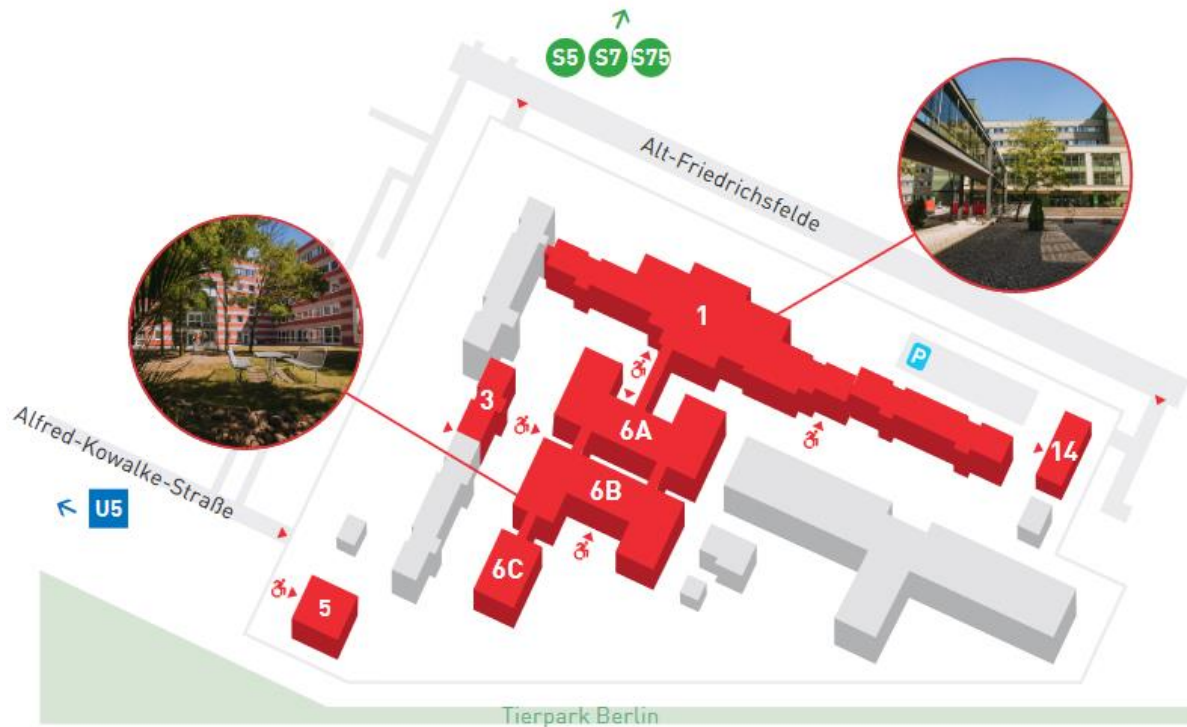 S5 S7 S75
Alt-Friedrichsfelde
1
P
3
6A
14
Alfred-Kowalke-Straße
6B
U5
6C
5
Tierpark Berlin